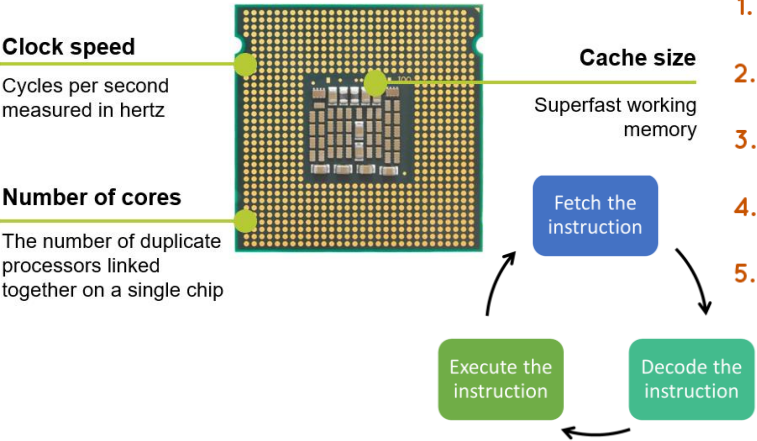 Clock speed
Cycles per second
measured in hertz
Number of cores
The number of duplicate
processors linked
together on a single chip
Cache size
Superfast working
memory
Fetch the
instruction
Decode the
instruction
Execute the
instruction
1.
2.
3.
4.
5.